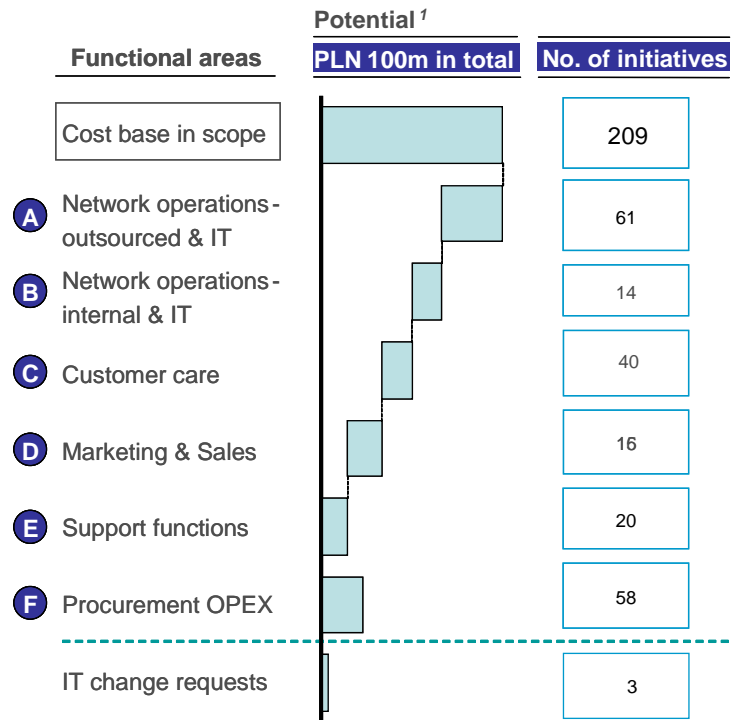 Potential 1
Functional areas
PLN 100m in total
No. of initiatives
Cost base in scope
209
A
Network operations-
outsourced & IT
61
B
Network operations-
internal & IT
14
C
Customer care
40
D
Marketing & Sales
16
E
Support functions
20
F
Procurement OPEX
58
IT change requests
3